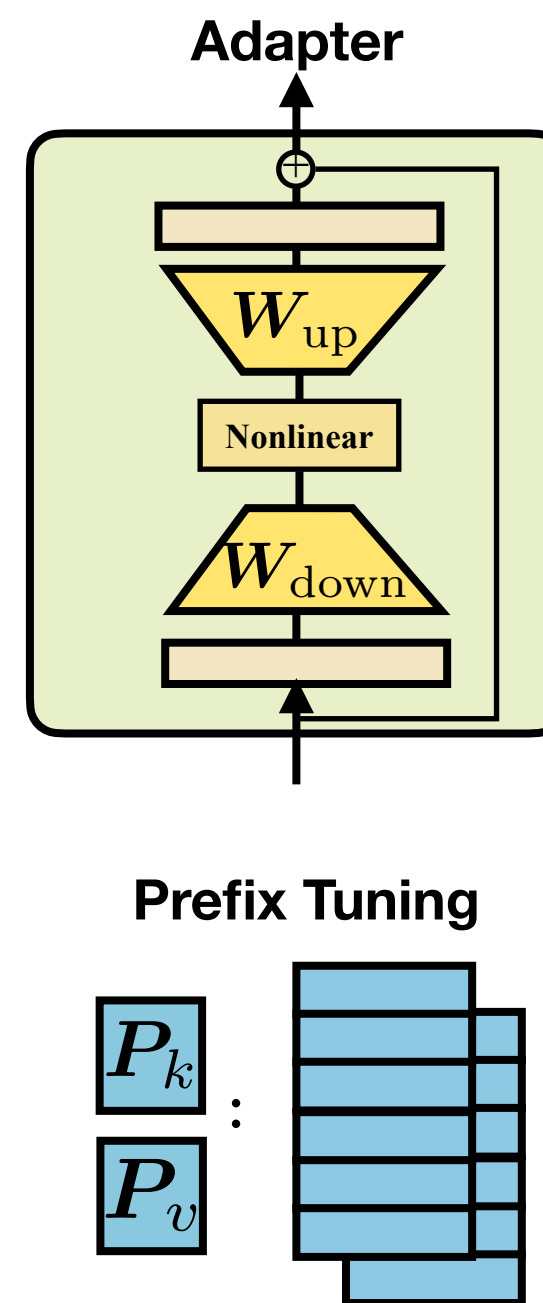 Adapter
+
W_up
Nonlinear
W_down
Prefix Tuning
P_k
:
P_v